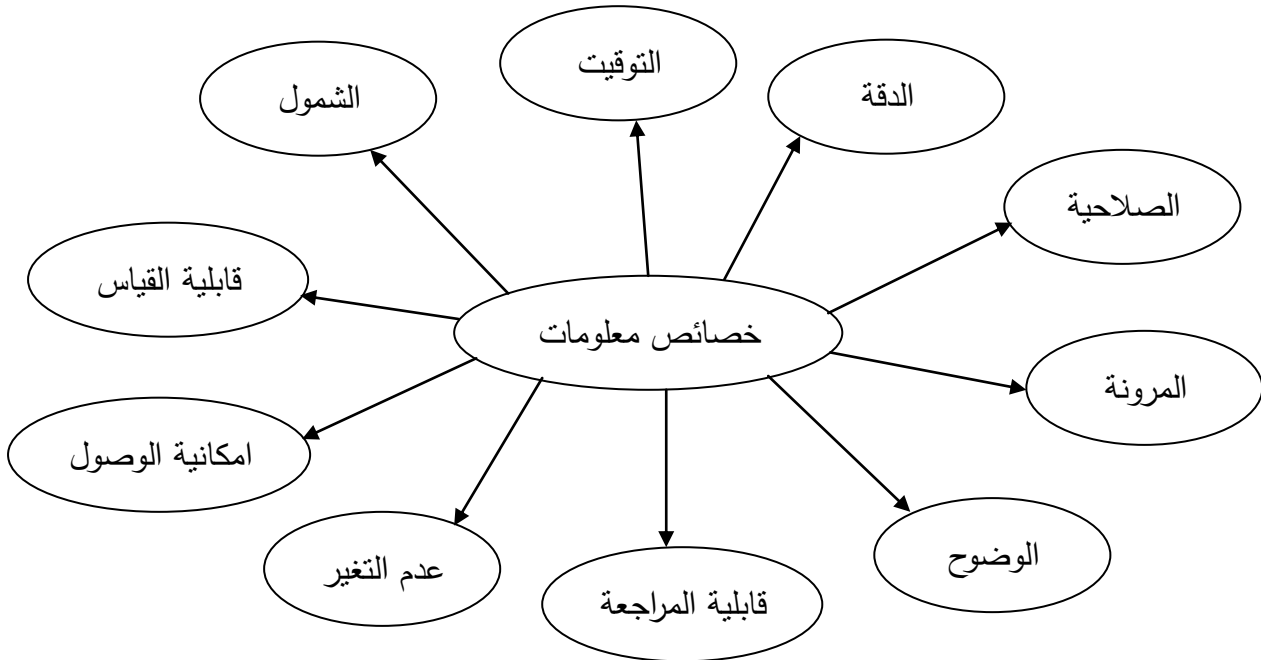 التوقيت
الدقة
الشمول
الصلاحية
قابلية القياس
خصائص معلومات
المرونة
امكانية الوصول
الوضوح
عدم التغير
قابلية المراجعة